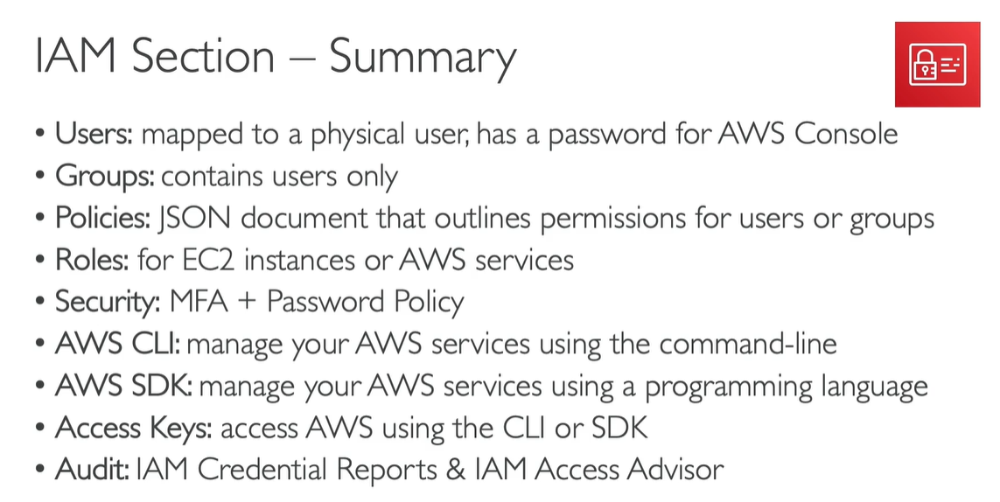 IAM Section – Summary
• Users: mapped to a physical user, has a password for AWS Console
• Groups: contains users only
• Policies: JSON document that outlines permissions for users or groups
• Roles: for EC2 instances or AWS services
• Security: MFA + Password Policy
• AWS CLI: manage your AWS services using the command-line
• AWS SDK: manage your AWS services using a programming language
• Access Keys: access AWS using the CLI or SDK
• Audit: IAM Credential Reports & IAM Access Advisor